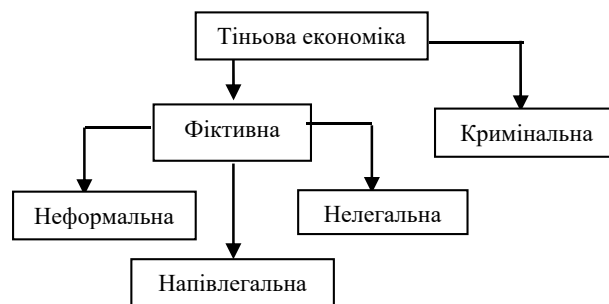 Тіньова економіка
Фіктивна
Кримінальна
Неформальна
Нелегальна
Напівлегальна